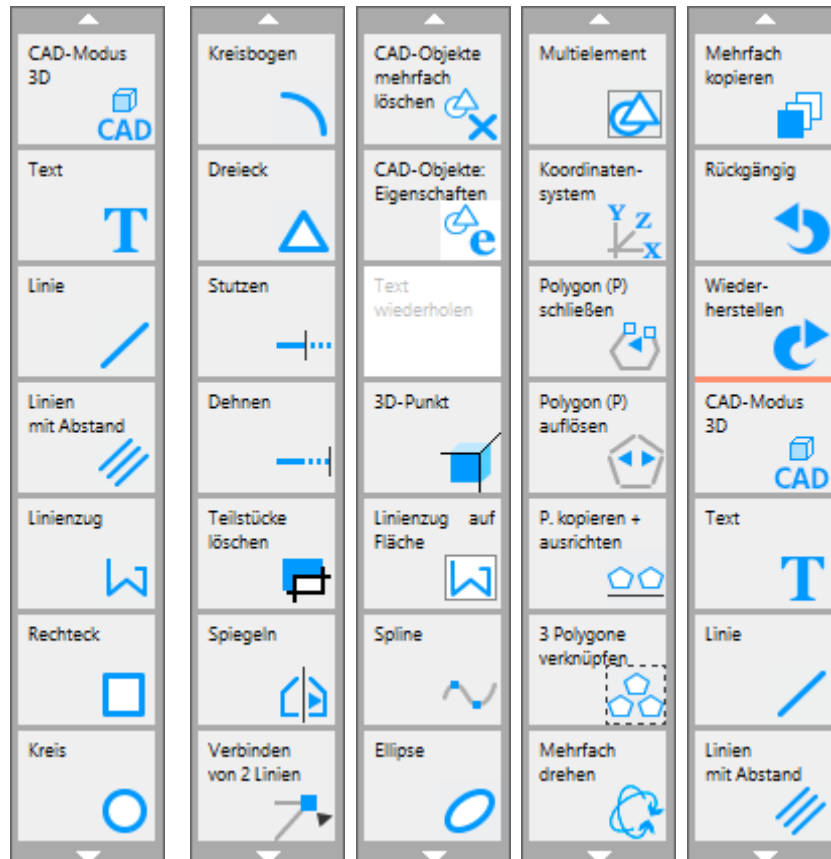 CAD-Modus
3D
CAD
Text
T
Linie
Linien
mit Abstand
Linienzug
Rechteck
Kreis
Kreisbogen
Dreieck
Stutzen
Dehnen
Teilstücke
löschen
Spiegeln
Verbinden
von 2 Linien
CAD-Objekte
mehrfach
löschen
CAD-Objekte:
Eigenschaften
e
Text
wiederholen
3D-Punkt
Linienzug auf
Fläche
Spline
Ellipse
Multielement
Koordinaten-
system
Y Z
X
Polygon (P)
schließen
Polygon (P)
auflösen
P. kopieren +
ausrichten
3 Polygone
verknüpfen
Mehrfach
drehen
Mehrfach
kopieren
Rückgängig
Wieder-
herstellen
CAD-Modus
3D
CAD
Text
T
Linie
Linien
mit Abstand